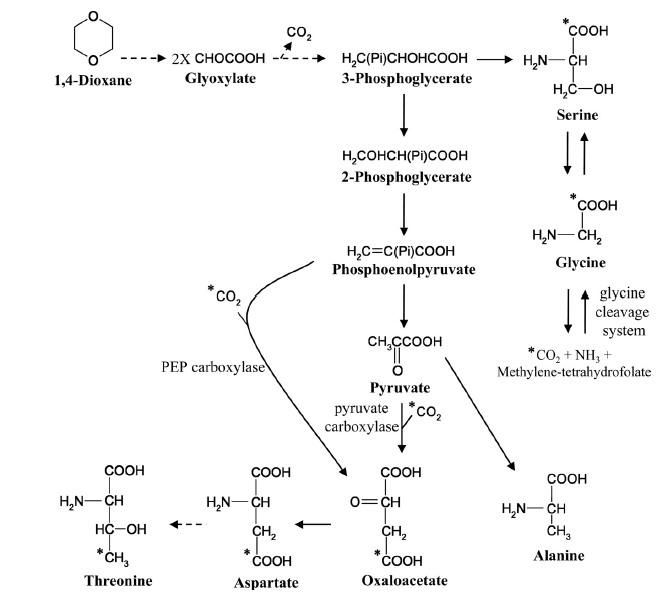 O
O
1,4-Dioxane
2X CHOCOOH
Glyoxylate
CO₂
H₂C(Pi)CHOHCOOH
3-Phosphoglycerate
*COOH
H₂N—CH
H₂C—OH
Serine
H₂COHCH(Pi)COOH
2-Phosphoglycerate
*COOH
H₂N—CH₂
Glycine
H₂C=C(Pi)COOH
Phosphoenolpyruvate
*CO₂
glycine
cleavage
system
*CO₂ + NH₃ +
Methylene-tetrahydrofolate
PEP carboxylase
CH₃CCOOH
O
Pyruvate
pyruvate
carboxylase
*CO₂
COOH
H₂N—CH
HC—OH
*CH₃
Threonine
COOH
H₂N—CH
CH₂
*COOH
Aspartate
COOH
O=CH
CH₂
*COOH
Oxaloacetate
COOH
H₂N—CH
CH₃
Alanine